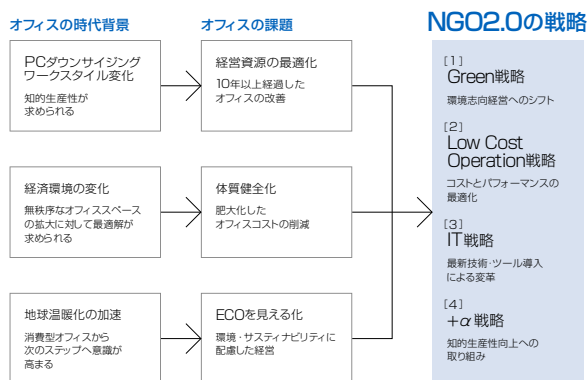 オフィスの時代背景
PCダウンサイジング
ワークスタイル変化
知的生産性が
求められる
経済環境の変化
無秩序なオフィススペース
の拡大に対して最適解が
求められる
地球温暖化の加速
消費型オフィスから
次のステップへ意識が
高まる
オフィスの課題
経営資源の最適化
10年以上経過した
オフィスの改善
体質健全化
肥大化した
オフィスコストの削減
ECOを見える化
環境・サスティナビリティに
配慮した経営
NGO2.0の戦略
[1]
Green戦略
環境志向経営へのシフト
[2]
Low Cost
Operation戦略
コストとパフォーマンスの
最適化
[3]
IT戦略
最新技術・ツール導入
による変革
[4]
+α戦略
知的生産性向上への
取り組み